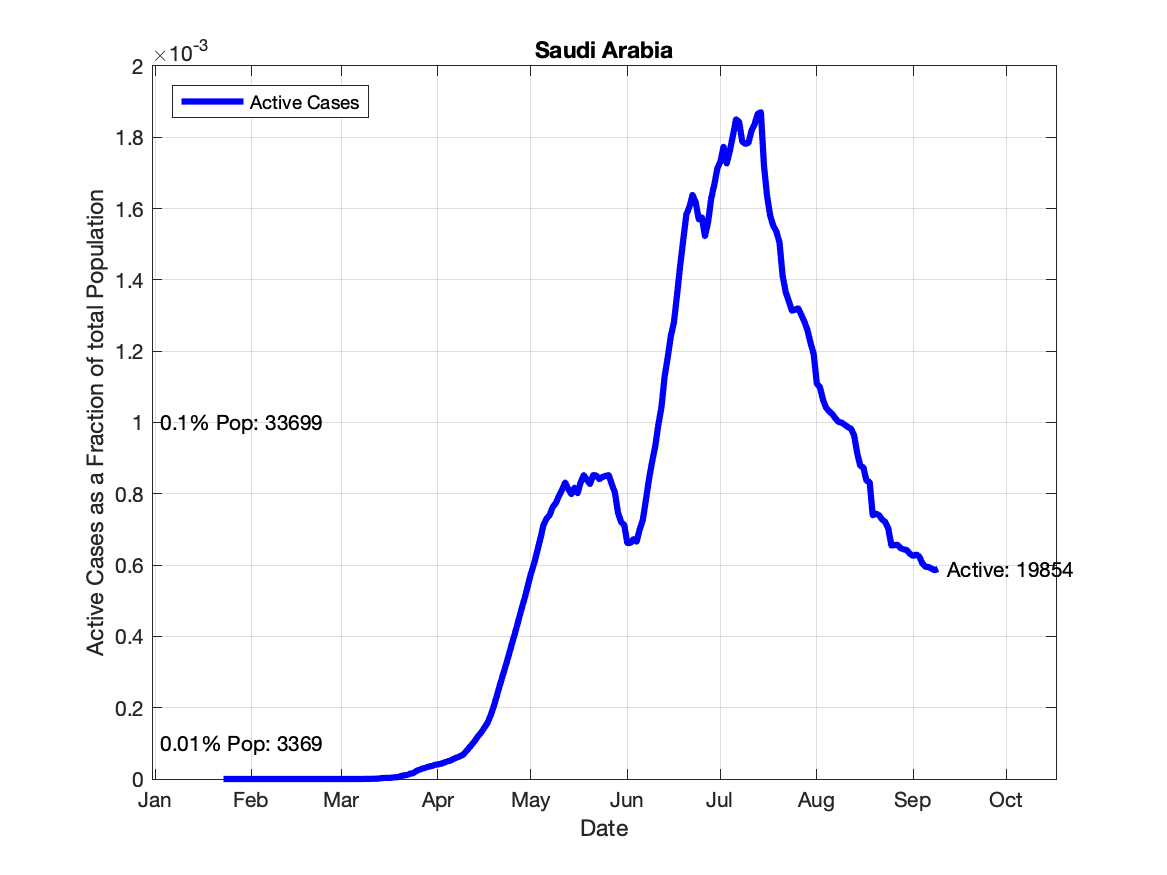 ×10-3
Saudi Arabia
Active Cases
2
1.8
1.6
1.4
1.2
1
0.8
0.6
0.4
0.2
0
0.1% Pop: 33699
0.01% Pop: 3369
Active: 19854
Active Cases as a Fraction of total Population
Jan Feb Mar Apr May Jun Jul Aug Sep Oct
Date